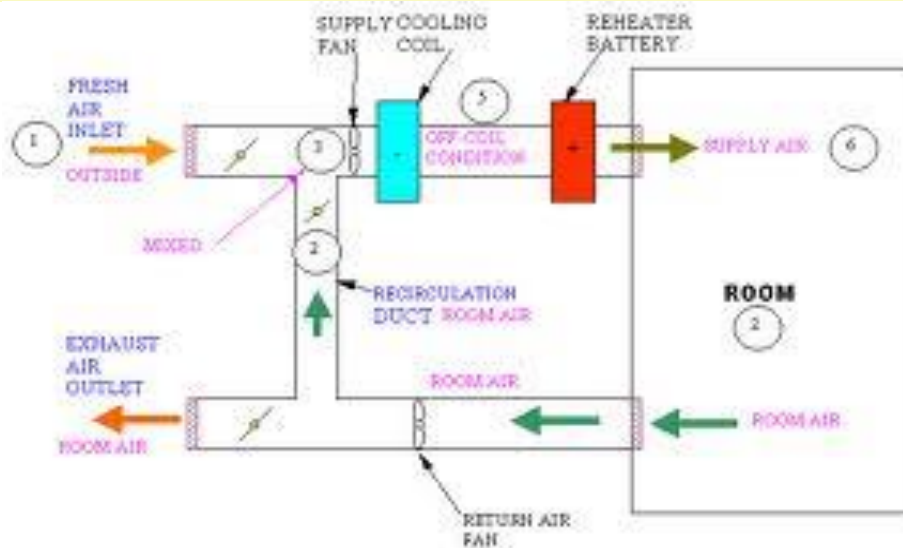 SUPPLY FAN
COOLING COIL
REHEATER BATTERY
FRESH AIR INLET
1
OUTSIDE
3
-
5
OFF-COIL CONDITION
+
SUPPLY AIR
6
MIXED
2
RECIRCULATION DUCT ROOM AIR
ROOM
2
EXHAUST AIR OUTLET
ROOM AIR
ROOM AIR
ROOM AIR
RETURN AIR FAN